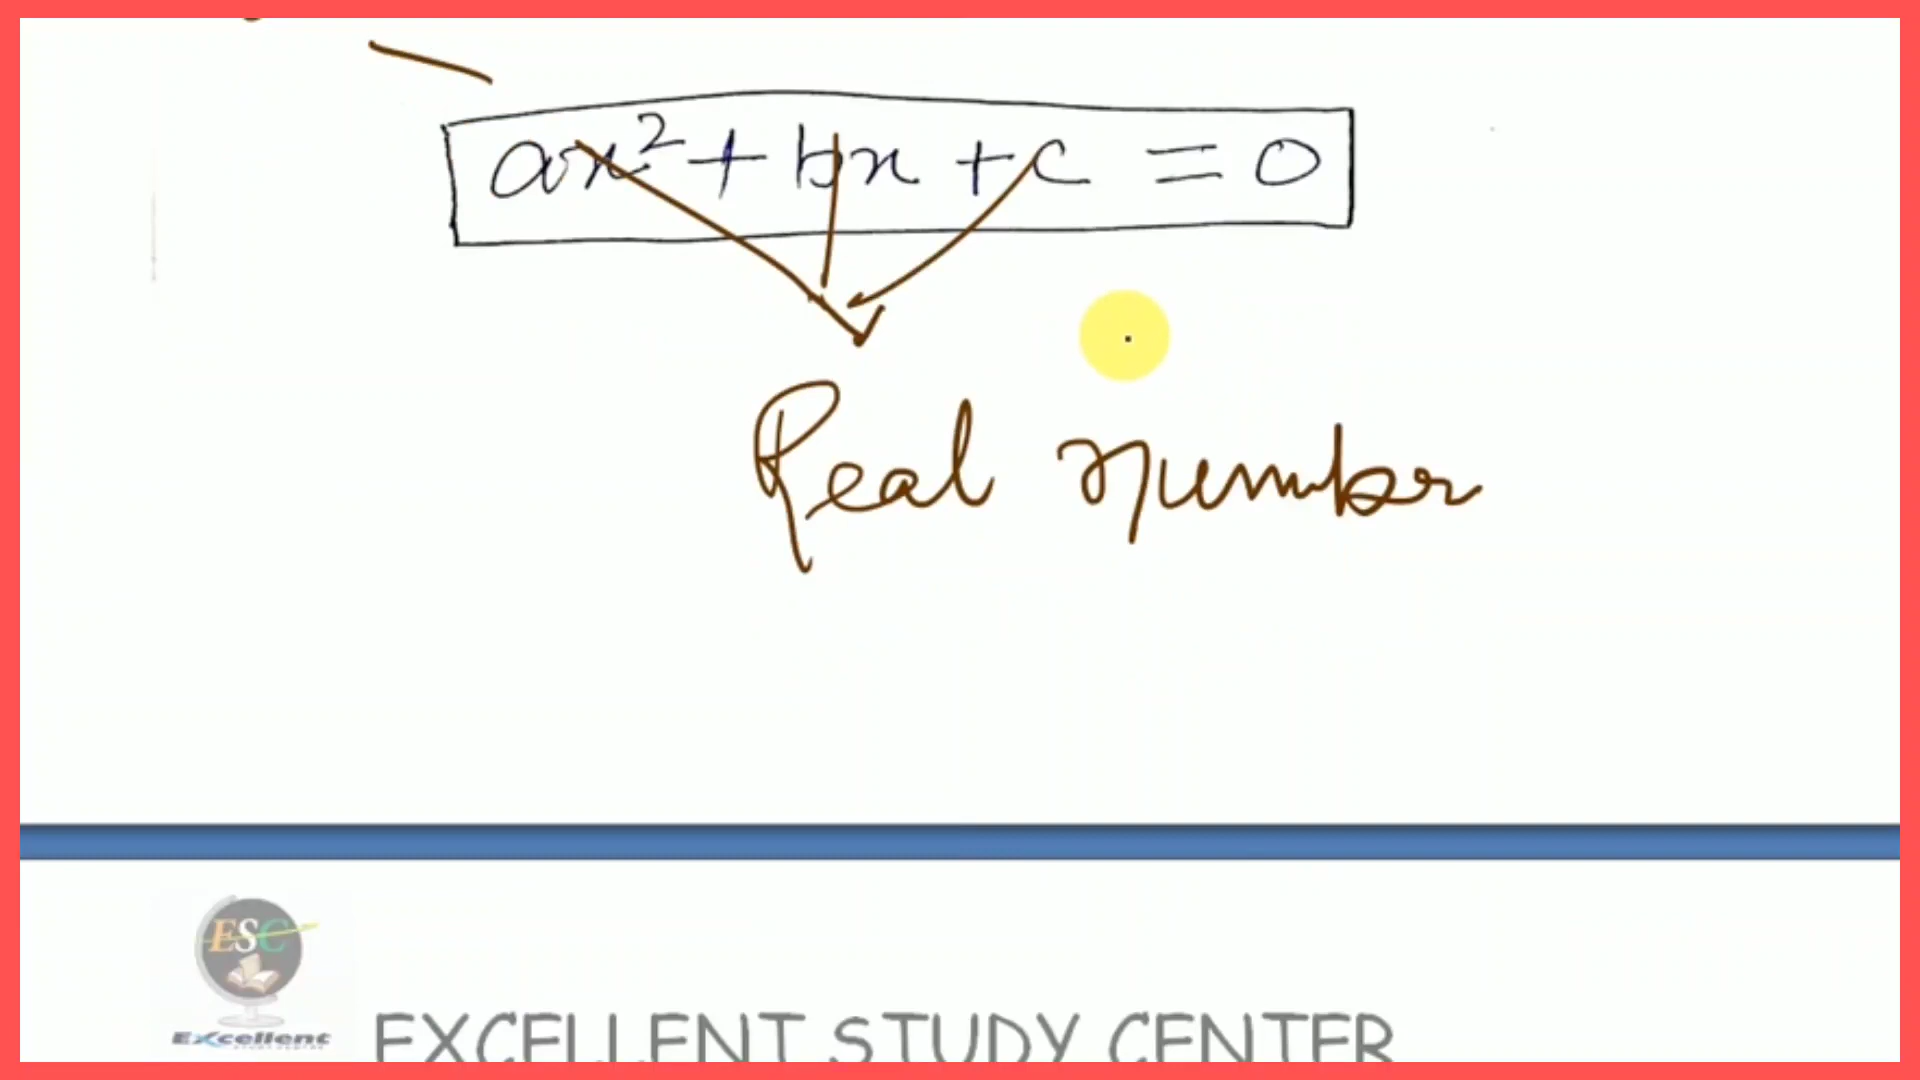 ax² + bx + c = 0
Real number
ESC
Excellent
EXCELLENT STUDY CENTER